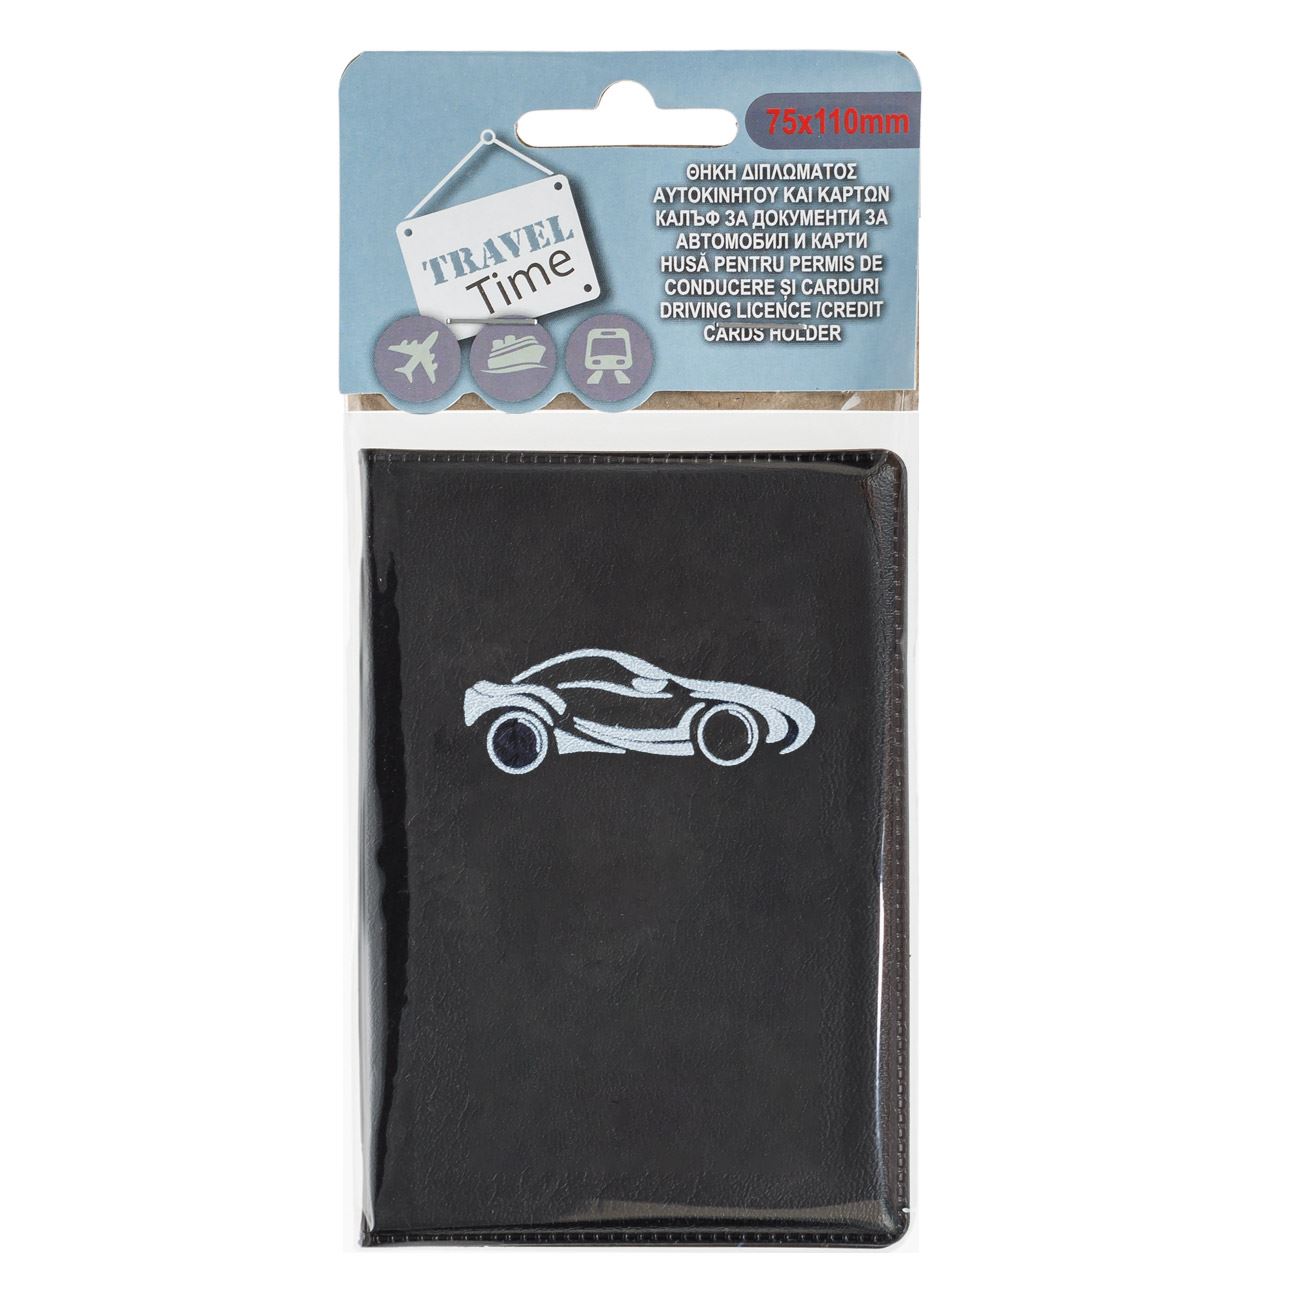 75x110mm
ΘΗΚΗ ΔΙΠΛΩΜΑΤΟΣ
ΑΥΤΟΚΙΝΗΤΟΥ ΚΑΙ ΚΑΡΤΩΝ
КАЛЪФ ЗА ДОКУМЕНТИ ЗА
АВТОМОБИЛ И КАРТИ
HUSĂ PENTRU PERMIS DE
CONDUCERE ȘI CARDURI
DRIVING LICENCE /CREDIT
CARDS HOLDER
TRAVEL
Time